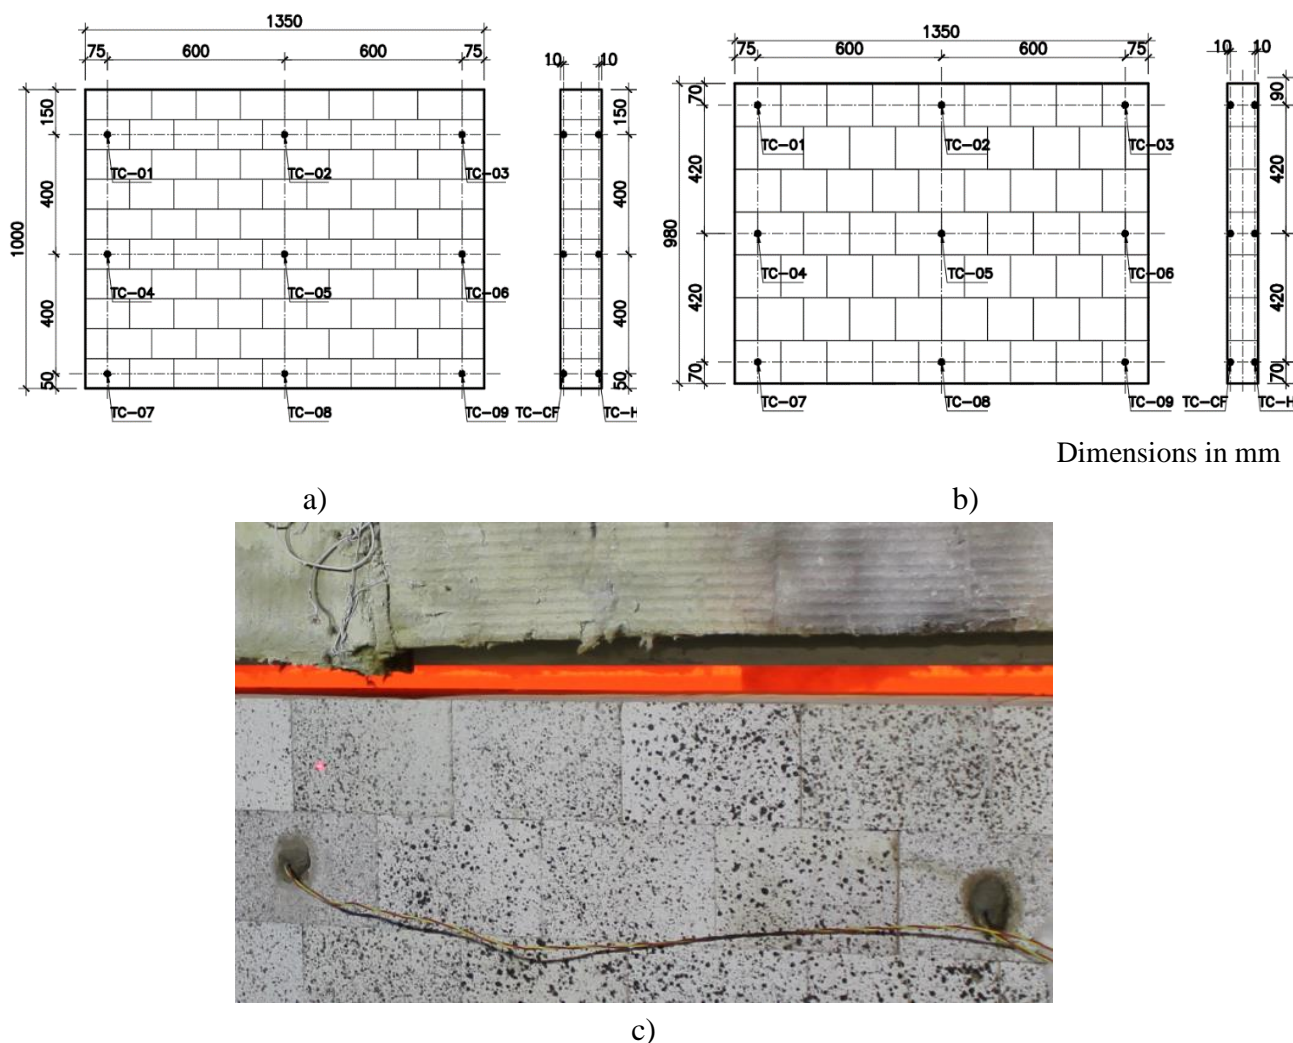 1350
75 600 600 75
10 10
150
400
1000
400
50
TC-01 TC-02 TC-03
TC-04 TC-05 TC-06
TC-07 TC-08 TC-09
150
400
400
50
TC-CF TC-H
1350
75 600 600 75
10 10
70
420
980
420
70
TC-01 TC-02 TC-03
TC-04 TC-05 TC-06
TC-07 TC-08 TC-09
90
420
420
70
TC-CF TC-H
Dimensions in mm
a) b)
c)